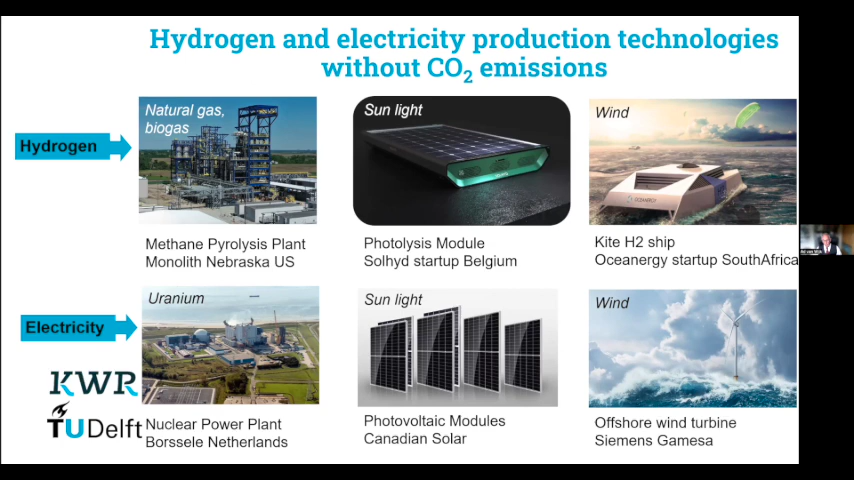 Hydrogen and electricity production technologies
without CO2 emissions
Hydrogen
Natural gas,
biogas
Sun light
Wind
Methane Pyrolysis Plant
Monolith Nebraska US
Photolysis Module
Solhyd startup Belgium
Kite H2 ship
Oceanergy startup SouthAfrica
Electricity
Uranium
Sun light
Wind
KWR
TUDelft
Nuclear Power Plant
Borssele Netherlands
Photovoltaic Modules
Canadian Solar
Offshore wind turbine
Siemens Gamesa